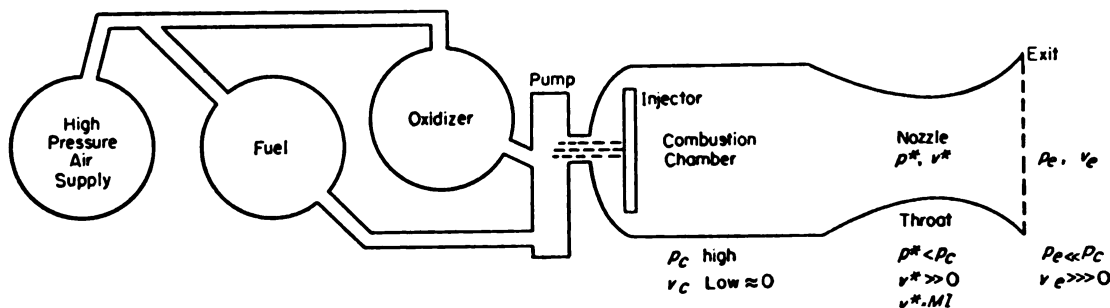 High
Pressure
Air
Supply
Fuel
Oxidizer
Pump
Injector
Combustion
Chamber
Nozzle
p*, v*
Throat
Exit
Pe, ve
Pc high
vc Low ≈ 0
p* < pc
v* >> 0
v* = M1
Pe << Pc
ve >>> 0